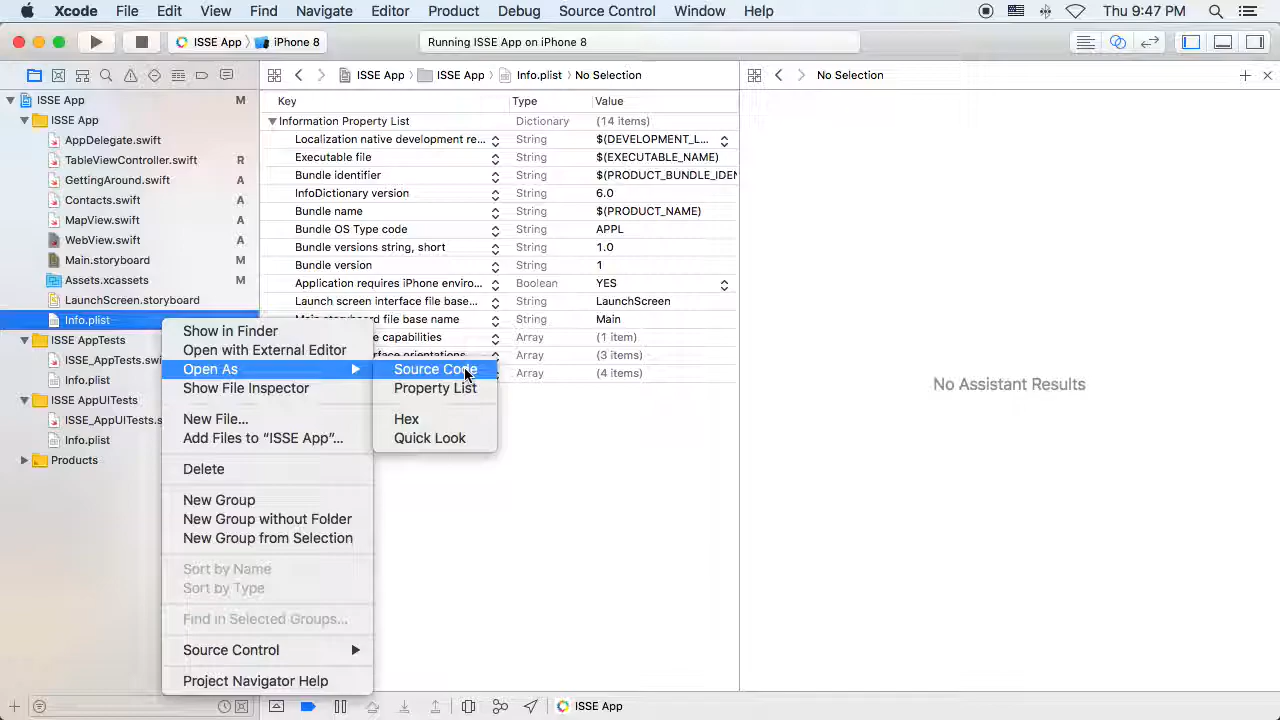 Xcode File Edit View Find Navigate Editor Product Debug Source Control Window Help Thu 9:47 PM
ISSE App iPhone 8 Running ISSE App on iPhone 8
ISSE App ISSE App Info.plist No Selection No Selection
ISSE App M
ISSE App
AppDelegate.swift
TableViewController.swift R
GettingAround.swift A
Contacts.swift A
MapView.swift A
WebView.swift A
Main.storyboard M
Assets.xcassets M
LaunchScreen.storyboard
Info.plist
ISSE AppTests
ISSE_AppTests.swi
Info.plist
ISSE AppUITests
ISSE_AppUITests.s
Info.plist
Products
Key Type Value
Information Property List Dictionary (14 items)
Localization native development re... String $(DEVELOPMENT_L...
Executable file String $(EXECUTABLE_NAME)
Bundle identifier String $(PRODUCT_BUNDLE_IDEN
InfoDictionary version String 6.0
Bundle name String $(PRODUCT_NAME)
Bundle OS Type code String APPL
Bundle versions string, short String 1.0
Bundle version String 1
Application requires iPhone enviro... Boolean YES
Launch screen interface file base... String LaunchScreen
Main storyboard file base name String Main
capabilities Array (1 item)
orientations Array (3 items)
Array (4 items)
Show in Finder
Open with External Editor
Open As
Show File Inspector
New File...
Add Files to “ISSE App”...
Delete
New Group
New Group without Folder
New Group from Selection
Sort by Name
Sort by Type
Find in Selected Groups...
Source Control
Project Navigator Help
Source Code
Property List
Hex
Quick Look
No Assistant Results
ISSE App